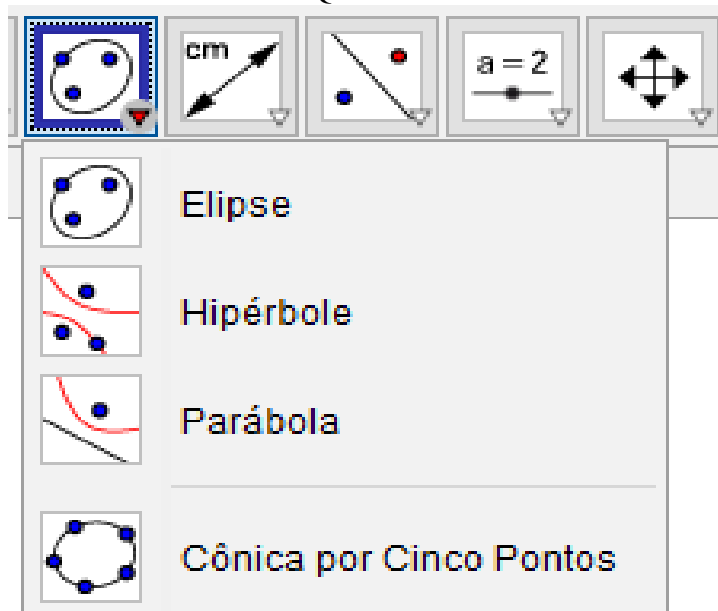 cm
a = 2
Elipse
Hipérbole
Parábola
Cônica por Cinco Pontos